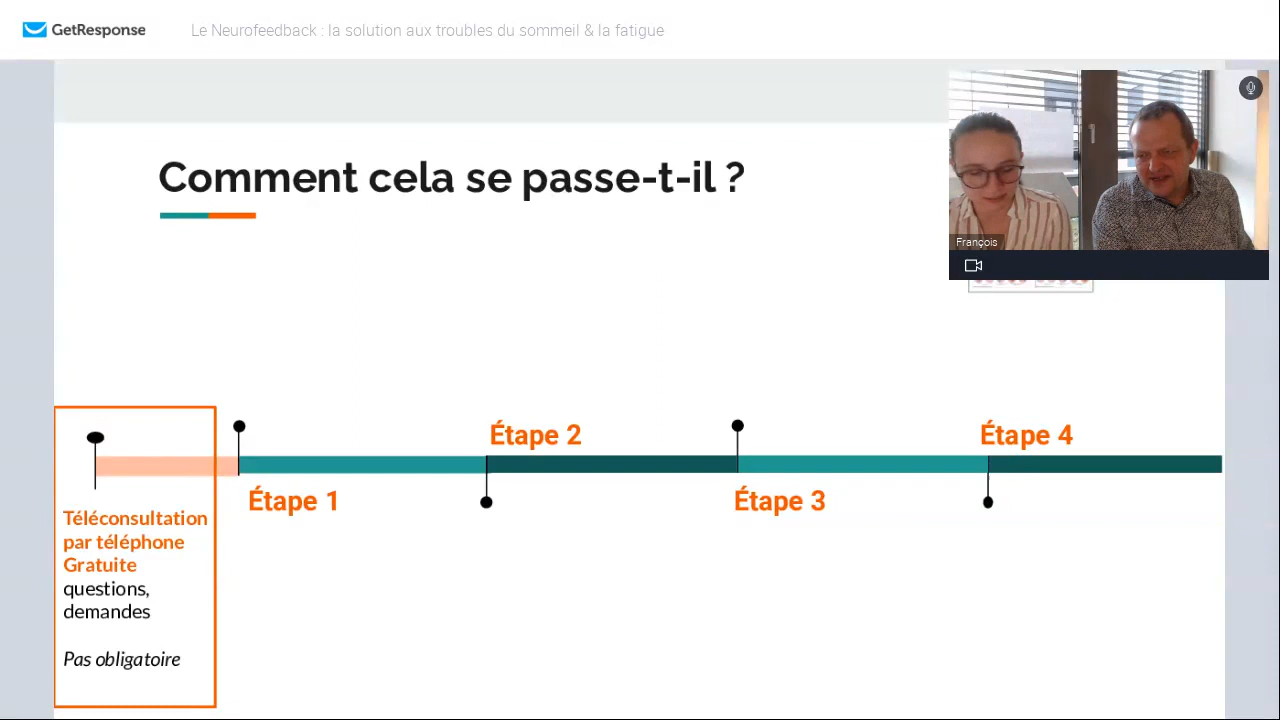 GetResponse
Le Neurofeedback : la solution aux troubles du sommeil & la fatigue
Comment cela se passe-t-il ?
François
Étape 2
Étape 4
Étape 1
Étape 3
Téléconsultation
par téléphone
Gratuite
questions,
demandes
Pas obligatoire